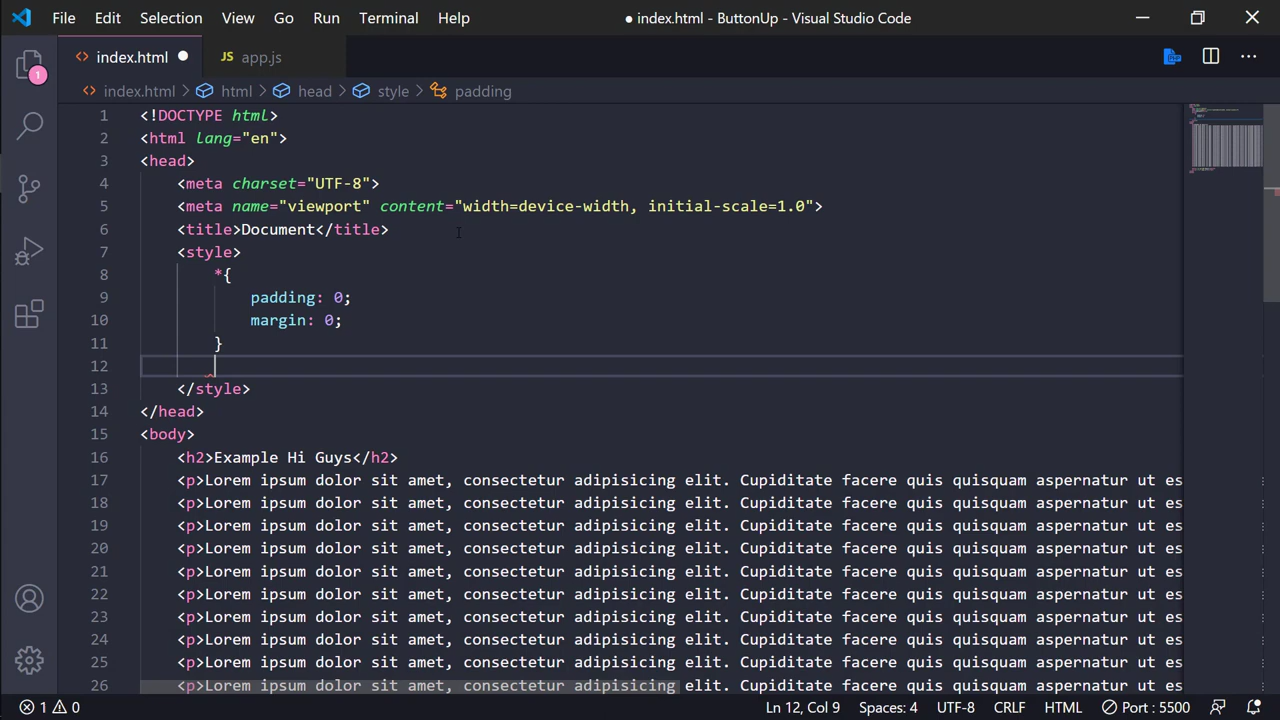 File Edit Selection View Go Run Terminal Help ● index.html - ButtonUp - Visual Studio Code
index.html JS app.js
1
index.html html head style padding
1 <!DOCTYPE html>
2 <html lang="en">
3 <head>
4 <meta charset="UTF-8">
5 <meta name="viewport" content="width=device-width, initial-scale=1.0">
6 <title>Document</title>
7 <style>
8 *{
9 padding: 0;
10 margin: 0;
11 }
12
13 </style>
14 </head>
15 <body>
16 <h2>Example Hi Guys</h2>
17 <p>Lorem ipsum dolor sit amet, consectetur adipisicing elit. Cupiditate facere quis quisquam aspernatur ut es
18 <p>Lorem ipsum dolor sit amet, consectetur adipisicing elit. Cupiditate facere quis quisquam aspernatur ut es
19 <p>Lorem ipsum dolor sit amet, consectetur adipisicing elit. Cupiditate facere quis quisquam aspernatur ut es
20 <p>Lorem ipsum dolor sit amet, consectetur adipisicing elit. Cupiditate facere quis quisquam aspernatur ut es
21 <p>Lorem ipsum dolor sit amet, consectetur adipisicing elit. Cupiditate facere quis quisquam aspernatur ut es
22 <p>Lorem ipsum dolor sit amet, consectetur adipisicing elit. Cupiditate facere quis quisquam aspernatur ut es
23 <p>Lorem ipsum dolor sit amet, consectetur adipisicing elit. Cupiditate facere quis quisquam aspernatur ut es
24 <p>Lorem ipsum dolor sit amet, consectetur adipisicing elit. Cupiditate facere quis quisquam aspernatur ut es
25 <p>Lorem ipsum dolor sit amet, consectetur adipisicing elit. Cupiditate facere quis quisquam aspernatur ut es
26 <p>Lorem ipsum dolor sit amet, consectetur adipisicing elit. Cupiditate facere quis quisquam aspernatur ut es
1 0 Ln 12, Col 9 Spaces: 4 UTF-8 CRLF HTML Port : 5500